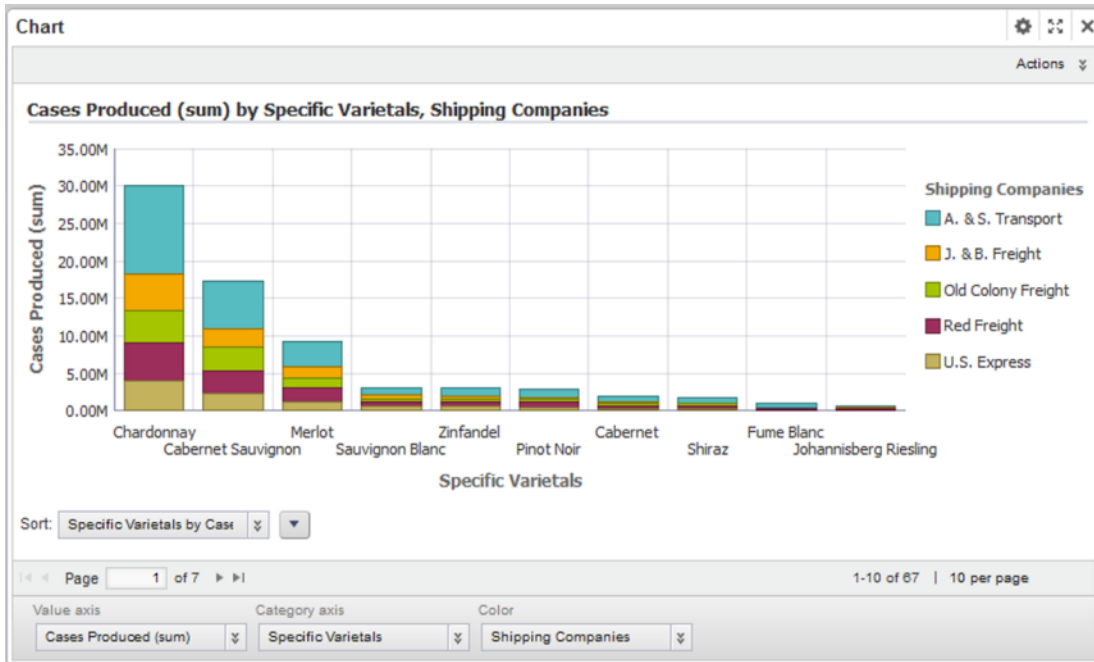 Chart
Actions
Cases Produced (sum) by Specific Varietals, Shipping Companies
35.00M
30.00M
25.00M
20.00M
15.00M
10.00M
5.00M
0.00M
Cases Produced (sum)
Chardonnay
Cabernet Sauvignon
Merlot
Sauvignon Blanc
Zinfandel
Pinot Noir
Cabernet
Shiraz
Fume Blanc
Johannisberg Riesling
Specific Varietals
Shipping Companies
A. & S. Transport
J. & B. Freight
Old Colony Freight
Red Freight
U.S. Express
Sort: Specific Varietals by Case
Page 1 of 7
1-10 of 67 | 10 per page
Value axis Category axis Color
Cases Produced (sum) Specific Varietals Shipping Companies